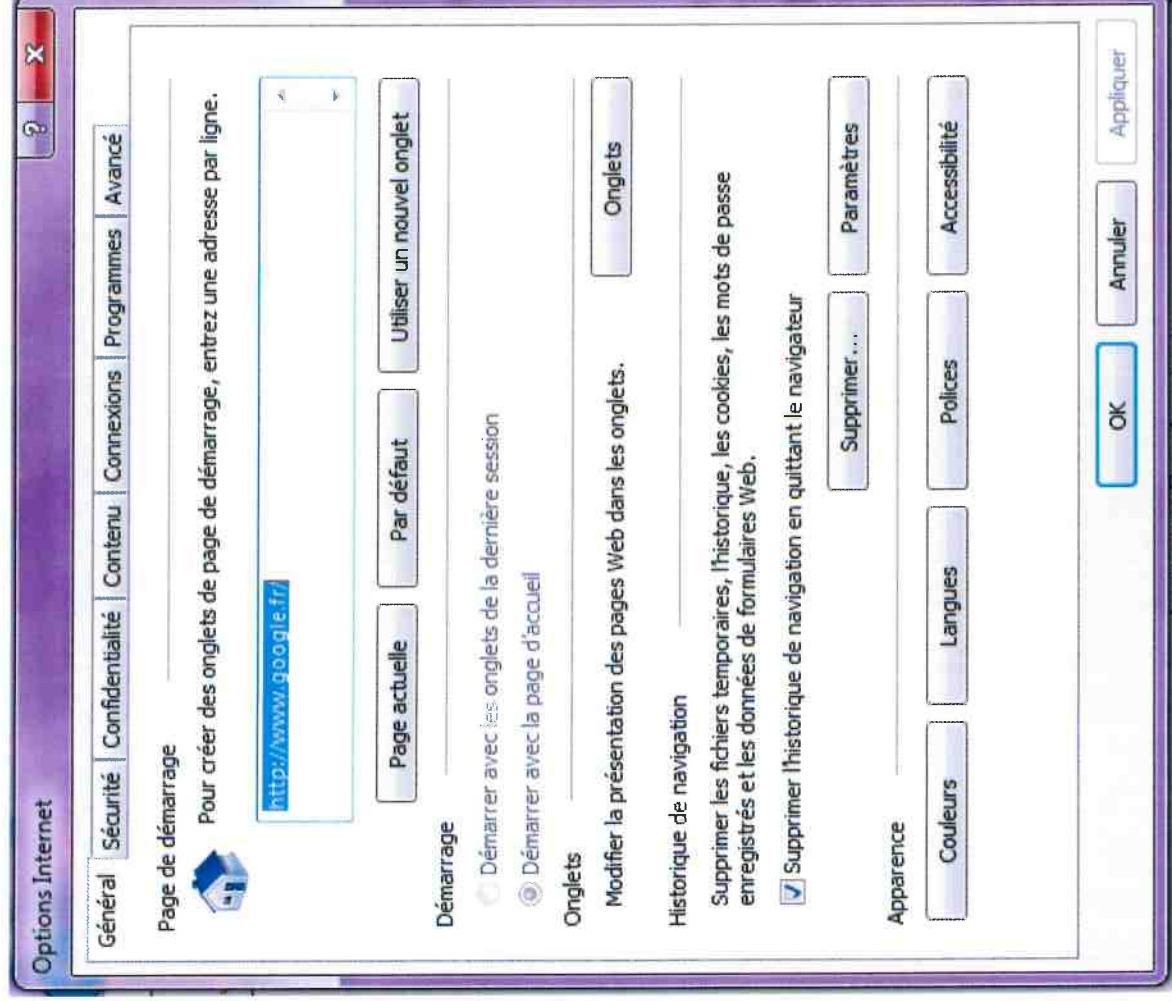 Options Internet
Général Sécurité Confidentialité Contenu Connexions Programmes Avancé
Page de démarrage
Pour créer des onglets de page de démarrage, entrez une adresse par ligne.
http://www.google.fr/
Page actuelle Par défaut Utiliser un nouvel onglet
Démarrage
Démarrer avec les onglets de la dernière session
Démarrer avec la page d'accueil
Onglets
Modifier la présentation des pages Web dans les onglets. Onglets
Historique de navigation
Supprimer les fichiers temporaires, l'historique, les cookies, les mots de passe
enregistrés et les données de formulaires Web.
Supprimer l'historique de navigation en quittant le navigateur
Supprimer... Paramètres
Apparence
Couleurs Langues Polices Accessibilité
OK Annuler Appliquer